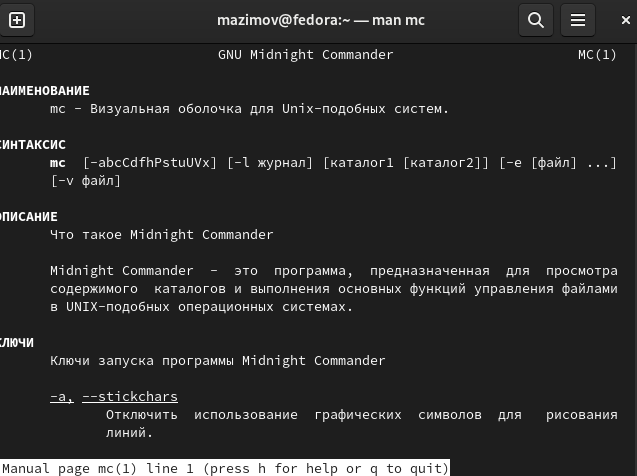 mazimov@fedora:~ — man mc
MC(1) GNU Midnight Commander MC(1)
НАИМЕНОВАНИЕ
mc - Визуальная оболочка для Unix-подобных систем.
СИНТАКСИС
mc [-abcCdfhPstuUVx] [-l журнал] [каталог1 [каталог2]] [-e [файл] ...]
[-v файл]
ОПИСАНИЕ
Что такое Midnight Commander
Midnight Commander - это программа, предназначенная для просмотра
содержимого каталогов и выполнения основных функций управления файлами
в UNIX-подобных операционных системах.
КЛЮЧИ
Ключи запуска программы Midnight Commander
-a, --stickchars
Отключить использование графических символов для рисования
линий.
Manual page mc(1) line 1 (press h for help or q to quit)